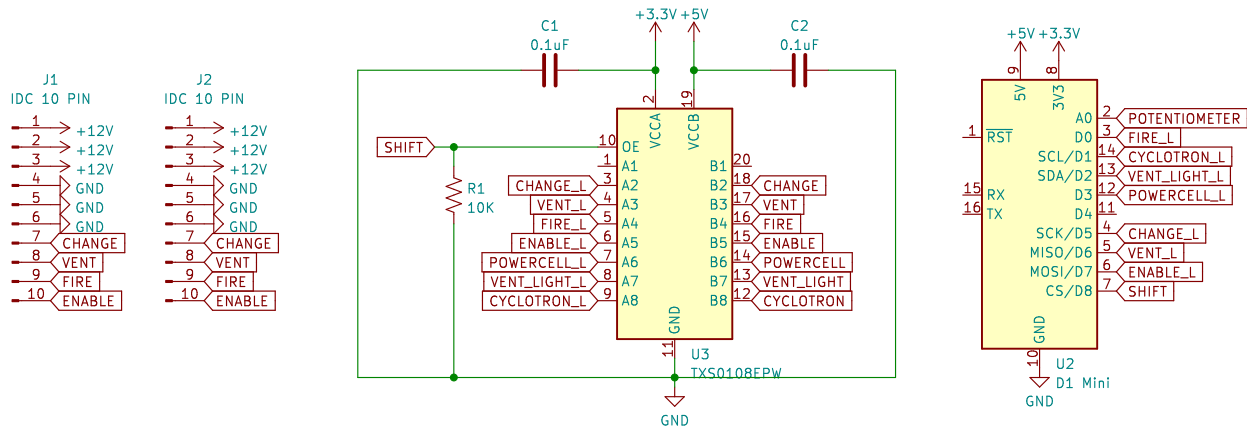 J1
IDC 10 PIN
1 +12V
2 +12V
3 +12V
4 GND
5 GND
6 GND
7 CHANGE
8 VENT
9 FIRE
10 ENABLE
J2
IDC 10 PIN
1 +12V
2 +12V
3 +12V
4 GND
5 GND
6 GND
7 CHANGE
8 VENT
9 FIRE
10 ENABLE
C1
0.1uF
+3.3V
+5V
C2
0.1uF
2
19
VCCA
VCCB
SHIFT
10 OE
R1
10K
1 A1
CHANGE_L 3 A2
VENT_L 4 A3
FIRE_L 5 A4
ENABLE_L 6 A5
POWERCELL_L 7 A6
VENT_LIGHT_L 8 A7
CYCLOTRON_L 9 A8
B1 20
B2 18 CHANGE
B3 17 VENT
B4 16 FIRE
B5 15 ENABLE
B6 14 POWERCELL
B7 13 VENT_LIGHT
B8 12 CYCLOTRON
GND
11
U3
TXS0108EPW
GND
+5V
+3.3V
9
8
5V
3V3
1 RST
15 RX
16 TX
A0 2 POTENTIOMETER
D0 3 FIRE_L
SCL/D1 14 CYCLOTRON_L
SDA/D2 13 VENT_LIGHT_L
D3 12 POWERCELL_L
D4 11
SCK/D5 4 CHANGE_L
MISO/D6 5 VENT_L
MOSI/D7 6 ENABLE_L
CS/D8 7 SHIFT
GND
10
U2
D1 Mini
GND